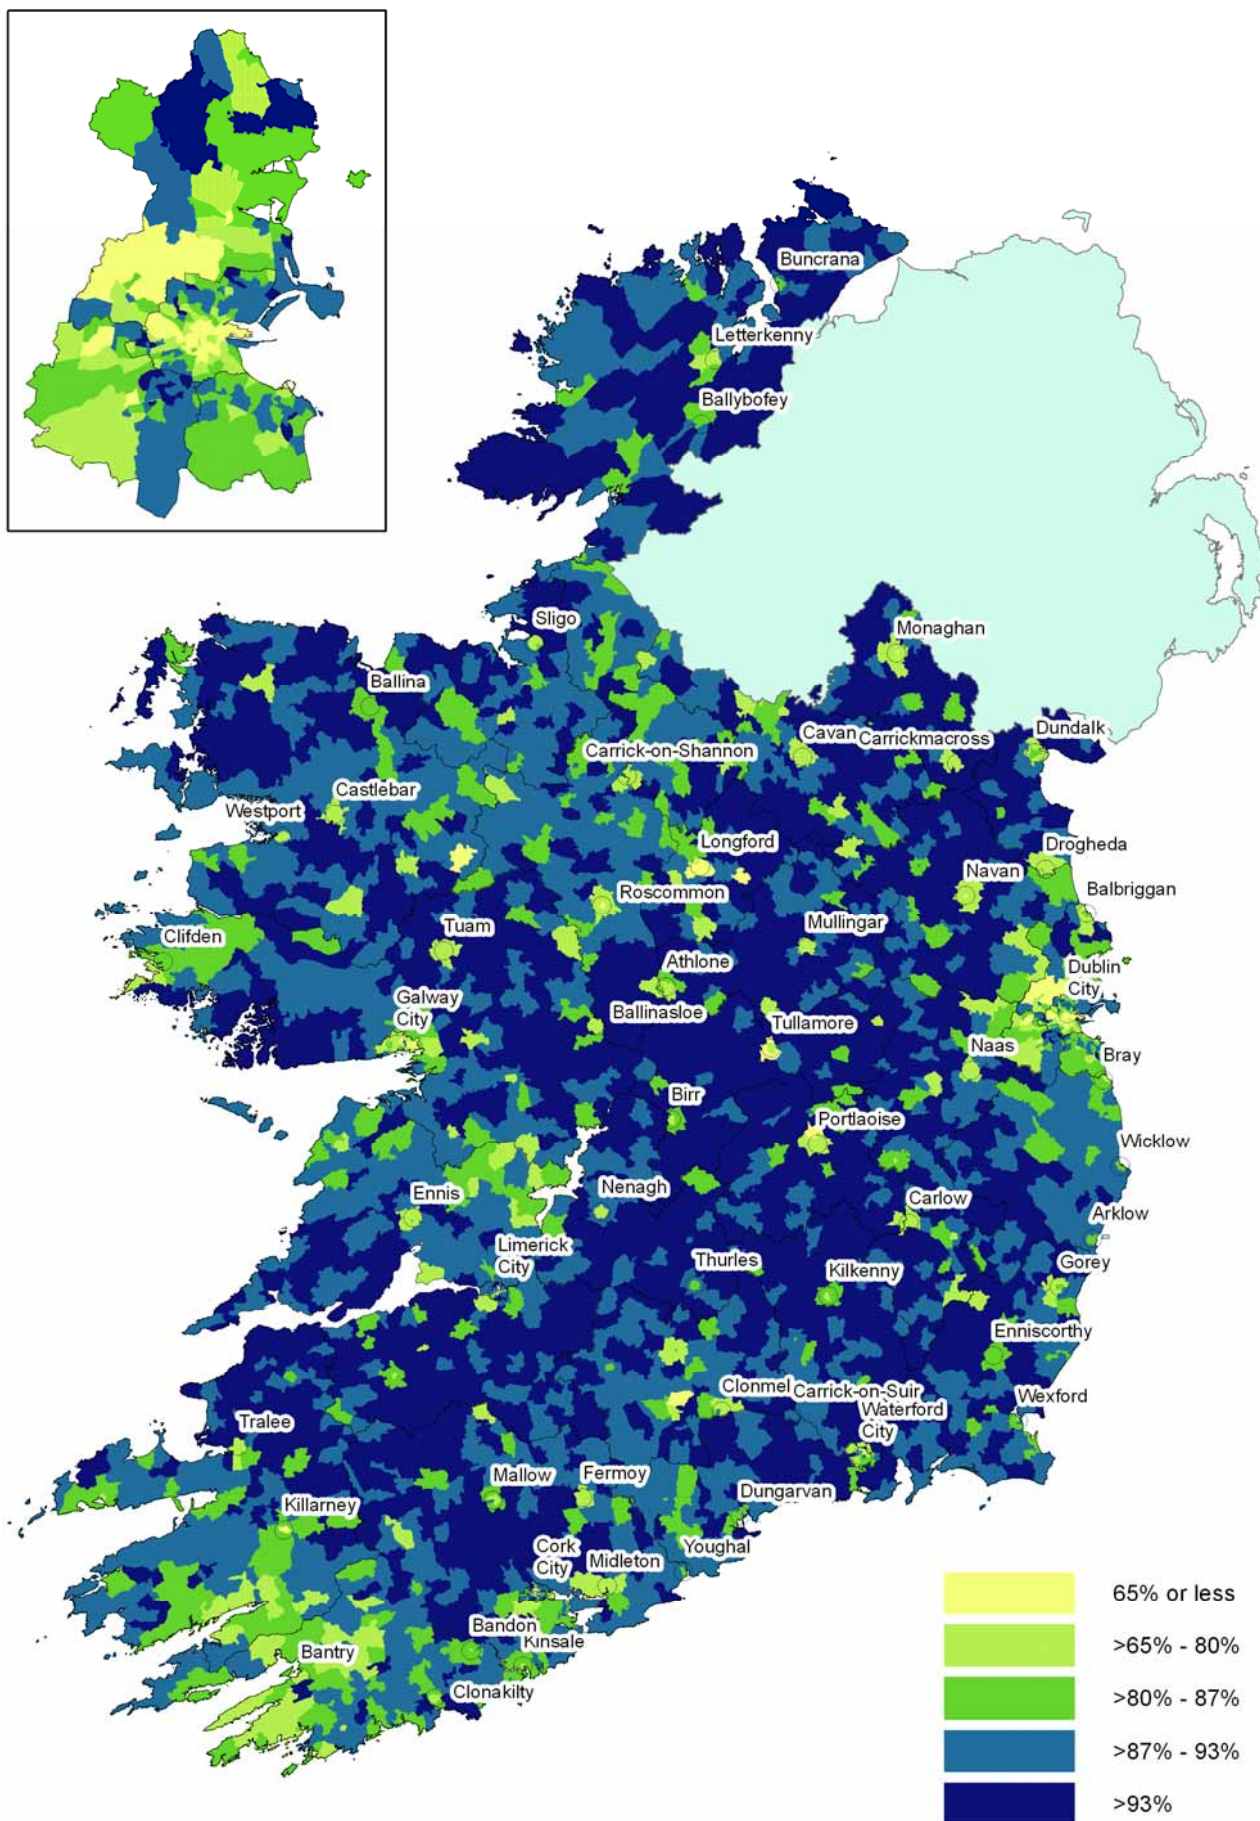 Buncrana
Letterkenny
Ballybofey
Sligo
Monaghan
Ballina
Cavan
Carrickmacross
Dundalk
Carrick-on-Shannon
Castlebar
Westport
Longford
Drogheda
Navan
Balbriggan
Roscommon
Mullingar
Tuam
Clifden
Athlone
Dublin
City
Galway
City
Ballinasloe
Tullamore
Naas
Bray
Birr
Portlaoise
Wicklow
Ennis
Nenagh
Carlow
Arklow
Limerick
City
Thurles
Kilkenny
Gorey
Enniscorthy
Clonmel
Carrick-on-Suir
Waterford
City
Wexford
Tralee
Mallow
Fermoy
Dungarvan
Killarney
Cork
City
Midleton
Youghal
Bandon
Kinsale
Bantry
Clonakilty
65% or less
>65% - 80%
>80% - 87%
>87% - 93%
>93%